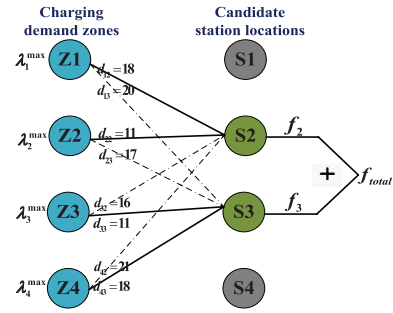 Charging Candidate
demand zones station locations
λ₁ᵐᵃˣ Z1 S1
d₁₂=18
d₁₃=20
λ₂ᵐᵃˣ Z2 d₂₂=11 S2 f₂
d₂₃=17
+ f_total
λ₃ᵐᵃˣ Z3 d₃₂=16 S3 f₃
d₃₃=11
d₄₂=21
λ₄ᵐᵃˣ Z4 d₄₃=18 S4